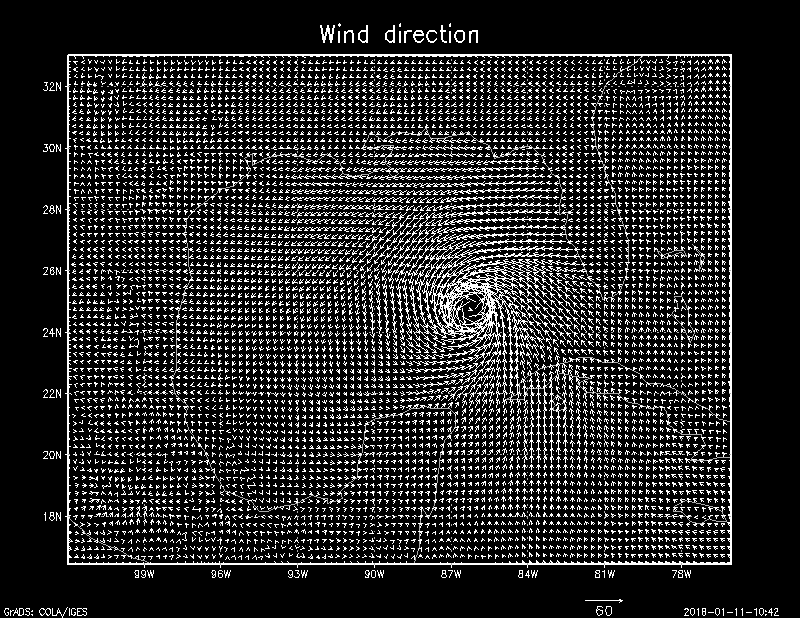 Wind direction
32N
30N
28N
26N
24N
22N
20N
18N
99W 96W 93W 90W 87W 84W 81W 78W
60
GrADS: COLA/IGES 2018-01-11-10:42